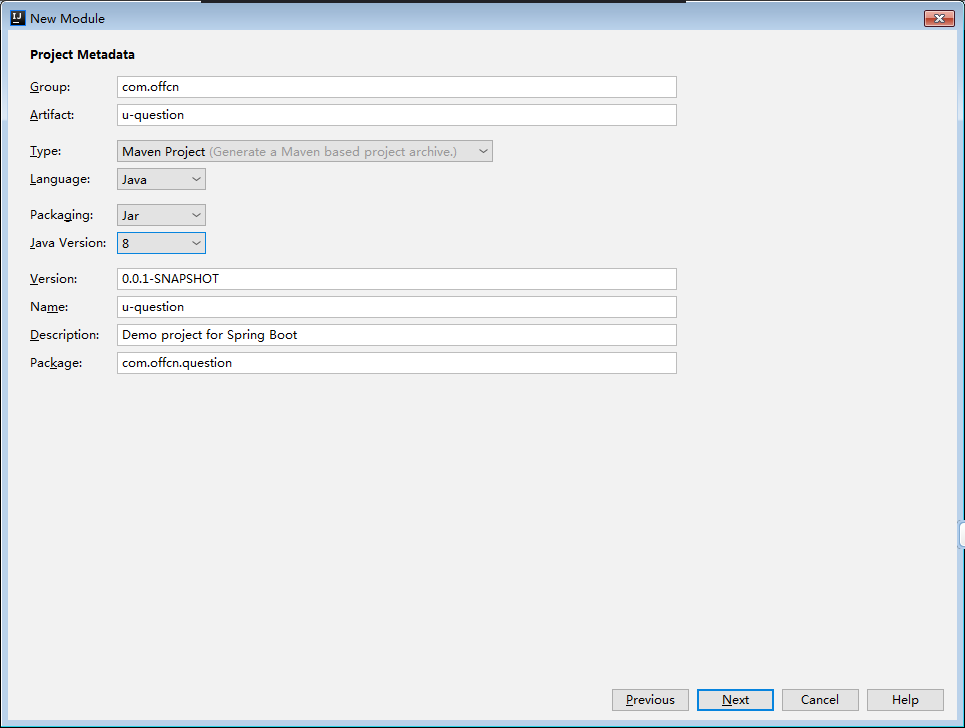 New Module
Project Metadata
Group: com.offcn
Artifact: u-question
Type: Maven Project (Generate a Maven based project archive.)
Language: Java
Packaging: Jar
Java Version: 8
Version: 0.0.1-SNAPSHOT
Name: u-question
Description: Demo project for Spring Boot
Package: com.offcn.question
Previous Next Cancel Help